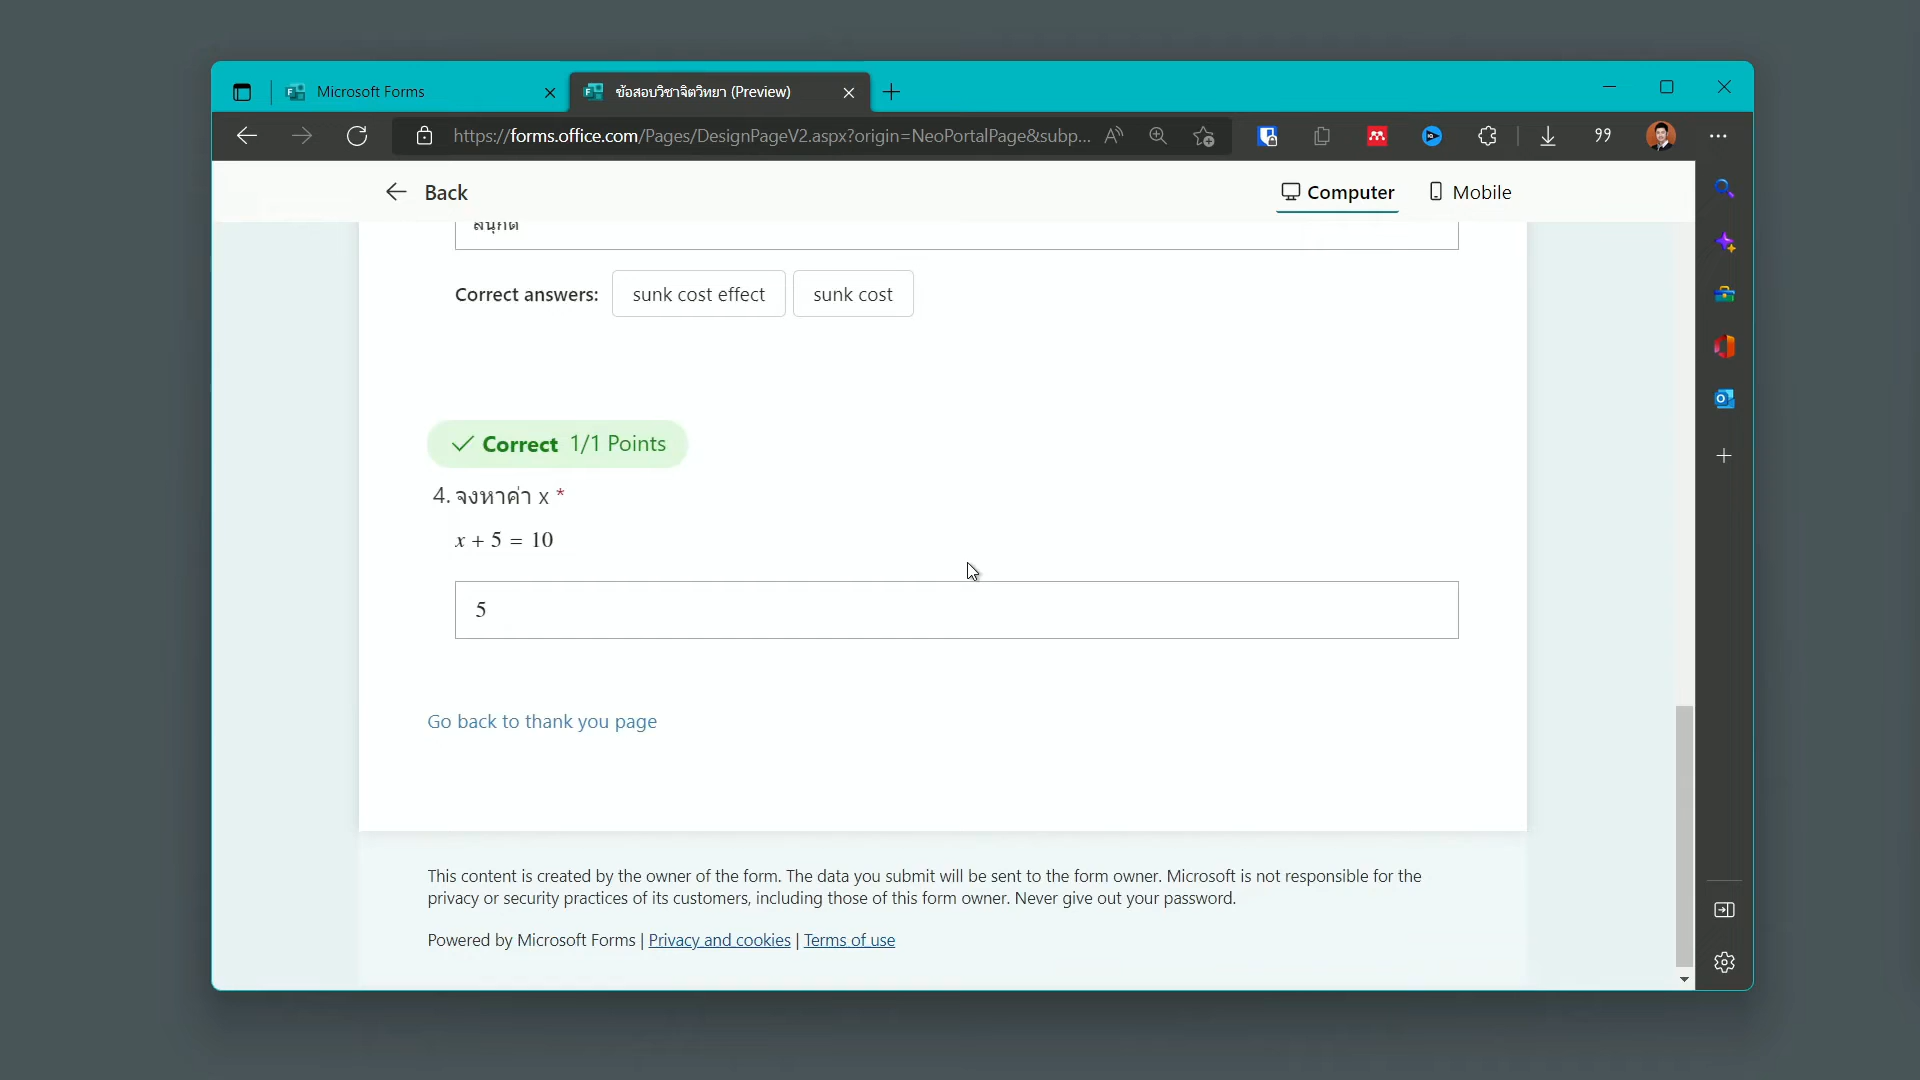 Microsoft Forms
ข้อสอบวิชาจิตวิทยา (Preview)
https://forms.office.com/Pages/DesignPageV2.aspx?origin=NeoPortalPage&subp...
Back
Computer
Mobile
Correct answers:
sunk cost effect
sunk cost
Correct 1/1 Points
4. จงหาค่า x *
x + 5 = 10
5
Go back to thank you page
This content is created by the owner of the form. The data you submit will be sent to the form owner. Microsoft is not responsible for the
privacy or security practices of its customers, including those of this form owner. Never give out your password.
Powered by Microsoft Forms | Privacy and cookies | Terms of use